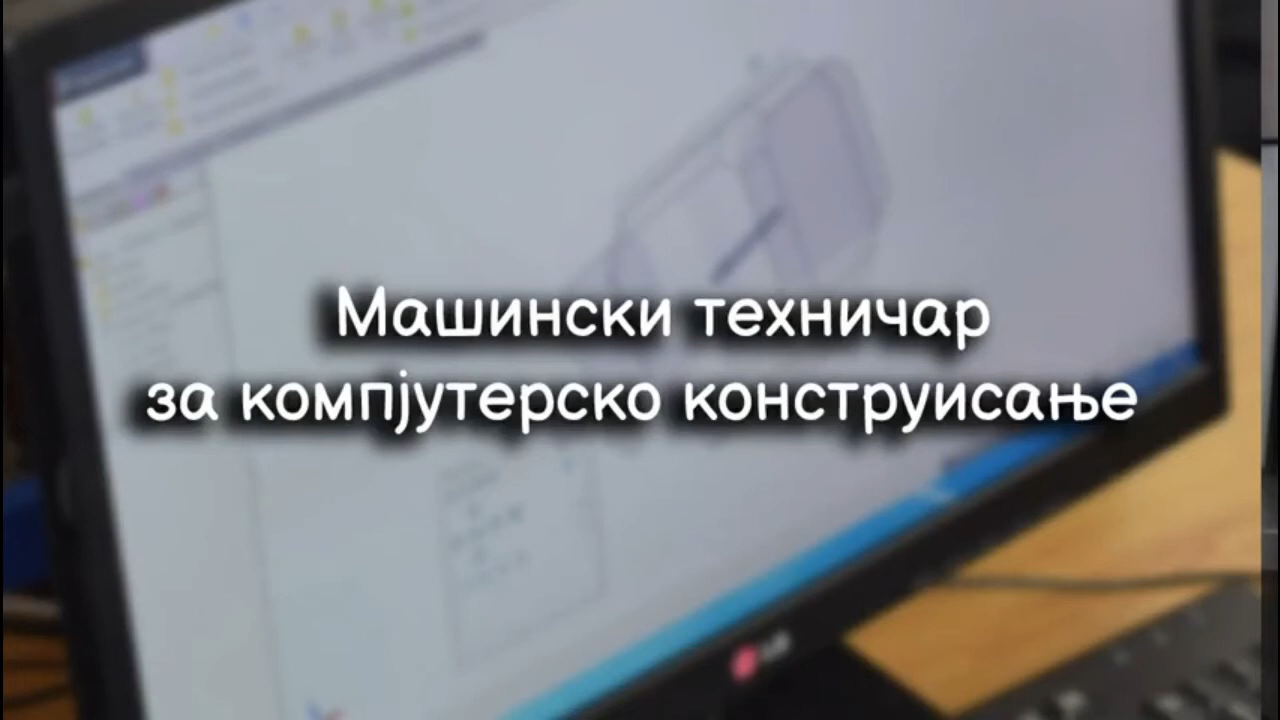 Машински техничар
за компјутерско конструисање